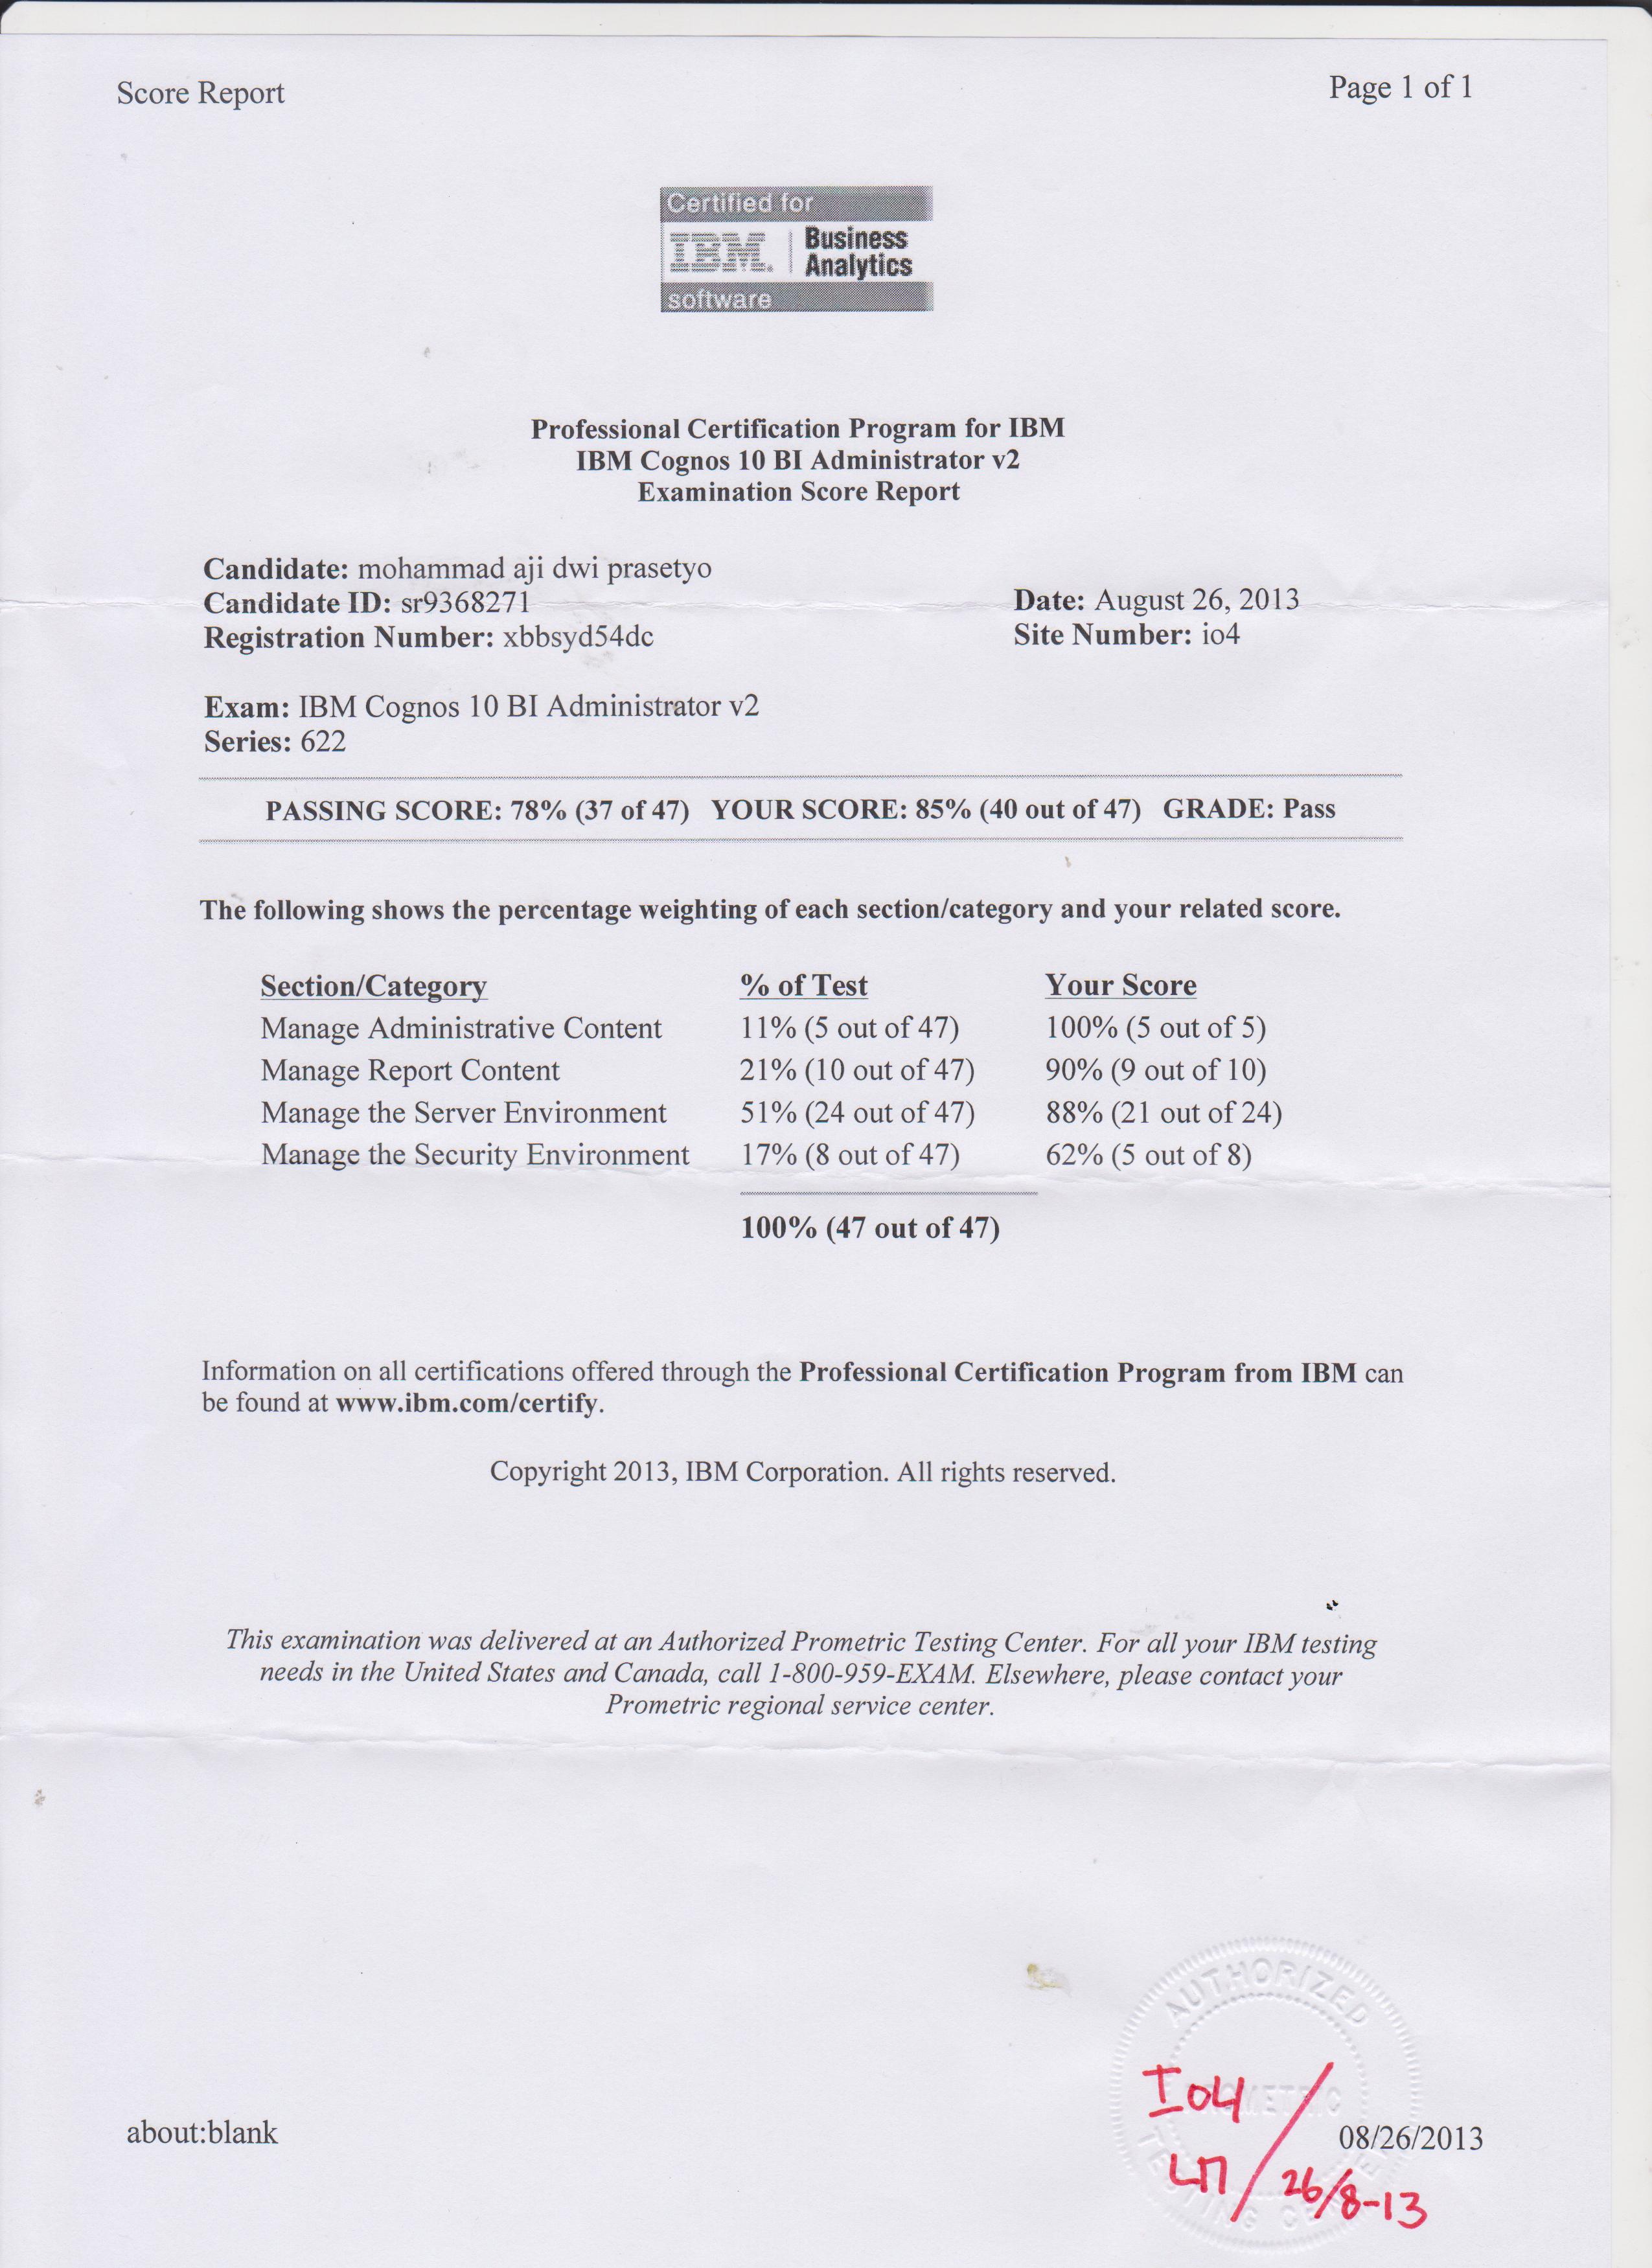 Score Report
Page 1 of 1
Certified for
IBM. Business
Analytics
software
Professional Certification Program for IBM
IBM Cognos 10 BI Administrator v2
Examination Score Report
Candidate: mohammad aji dwi prasetyo
Candidate ID: sr9368271
Date: August 26, 2013
Registration Number: xbbsyd54dc
Site Number: io4
Exam: IBM Cognos 10 BI Administrator v2
Series: 622
PASSING SCORE: 78% (37 of 47) YOUR SCORE: 85% (40 out of 47) GRADE: Pass
The following shows the percentage weighting of each section/category and your related score.
Section/Category % of Test Your Score
Manage Administrative Content 11% (5 out of 47) 100% (5 out of 5)
Manage Report Content 21% (10 out of 47) 90% (9 out of 10)
Manage the Server Environment 51% (24 out of 47) 88% (21 out of 24)
Manage the Security Environment 17% (8 out of 47) 62% (5 out of 8)
100% (47 out of 47)
Information on all certifications offered through the Professional Certification Program from IBM can
be found at www.ibm.com/certify.
Copyright 2013, IBM Corporation. All rights reserved.
This examination was delivered at an Authorized Prometric Testing Center. For all your IBM testing
needs in the United States and Canada, call 1-800-959-EXAM. Elsewhere, please contact your
Prometric regional service center.
AUTHORIZED
PROMETRIC
TESTING CENTER
I04
26/8-13
about:blank
08/26/2013